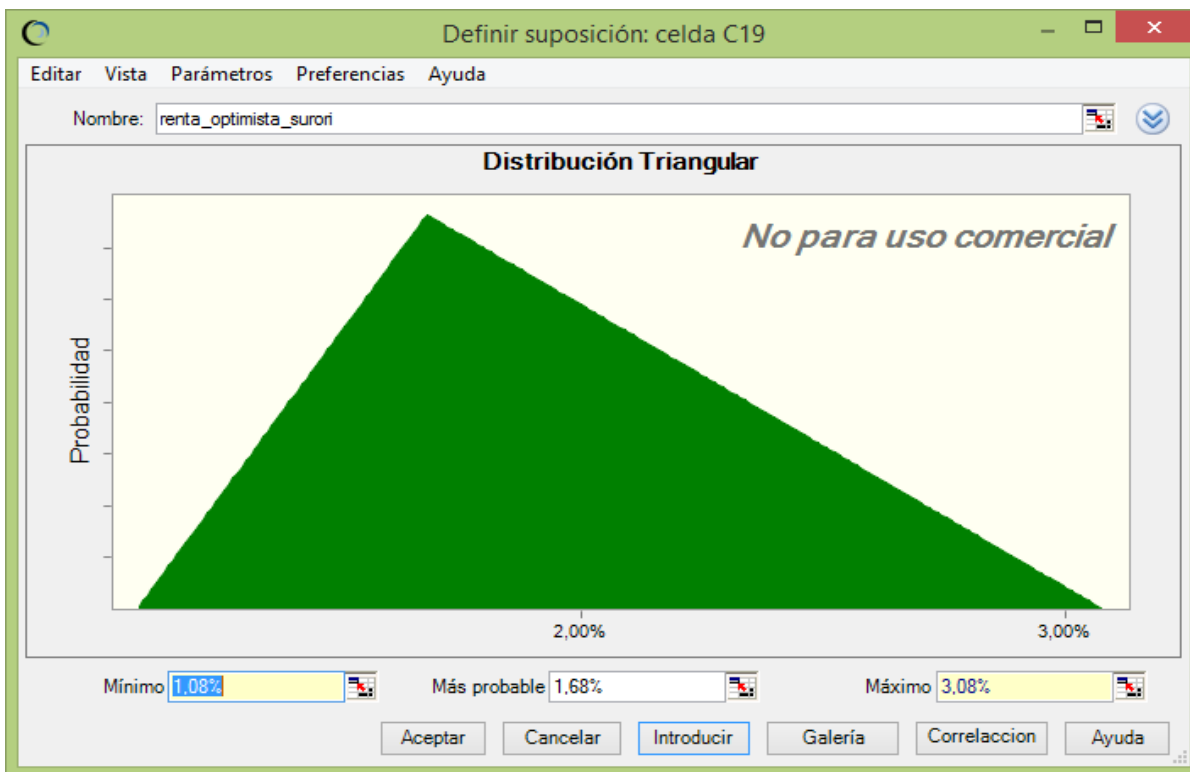 Definir suposición: celda C19
Editar Vista Parámetros Preferencias Ayuda
Nombre: renta_optimista_surori
Distribución Triangular
No para uso comercial
Probabilidad
2,00% 3,00%
Mínimo 1,08% Más probable 1,68% Máximo 3,08%
Aceptar Cancelar Introducir Galería Correlaccion Ayuda